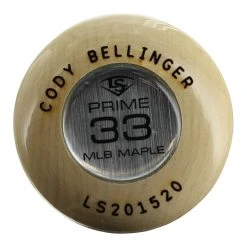 CODY BELLINGER
LS
PRIME
33
MLB MAPLE
LS201520